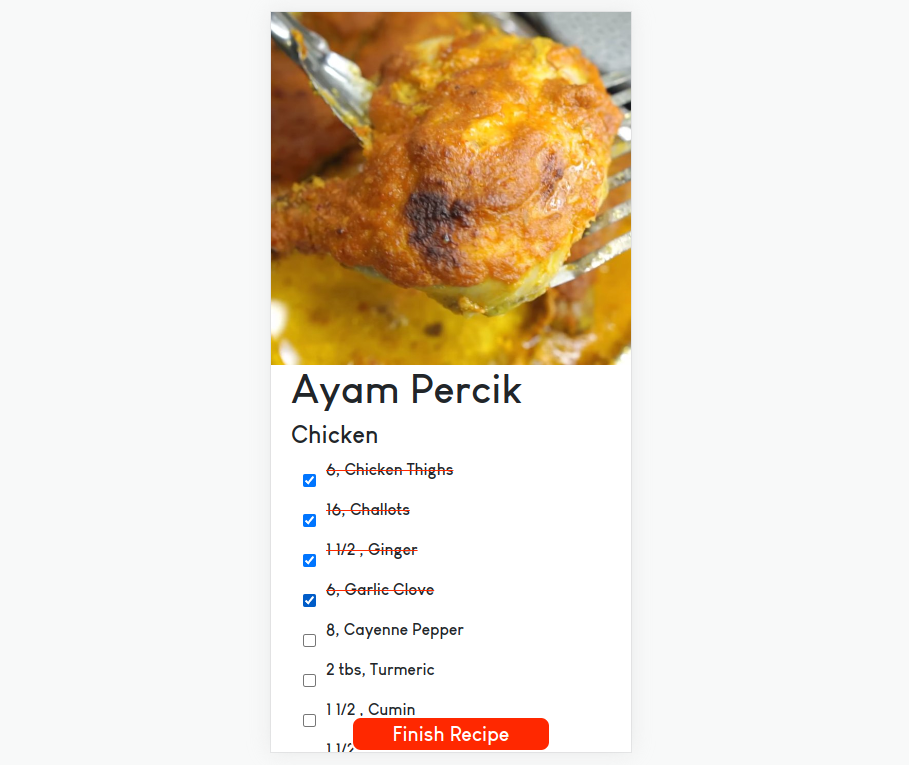 Ayam Percik
Chicken
6, Chicken Thighs
16, Challots
1 1/2 , Ginger
6, Garlic Clove
8, Cayenne Pepper
2 tbs, Turmeric
1 1/2 , Cumin
1 1/2
Finish Recipe